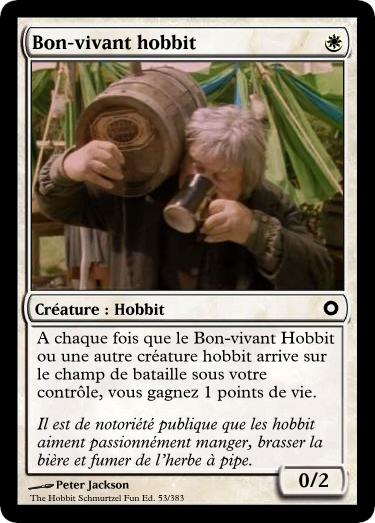 Bon-vivant hobbit
Créature : Hobbit
A chaque fois que le Bon-vivant Hobbit
ou une autre créature hobbit arrive sur
le champ de bataille sous votre
contrôle, vous gagnez 1 points de vie.
Il est de notoriété publique que les hobbit
aiment passionnément manger, brasser la
bière et fumer de l'herbe à pipe.
0/2
Peter Jackson
The Hobbit Schmurtzel Fun Ed. 53/383